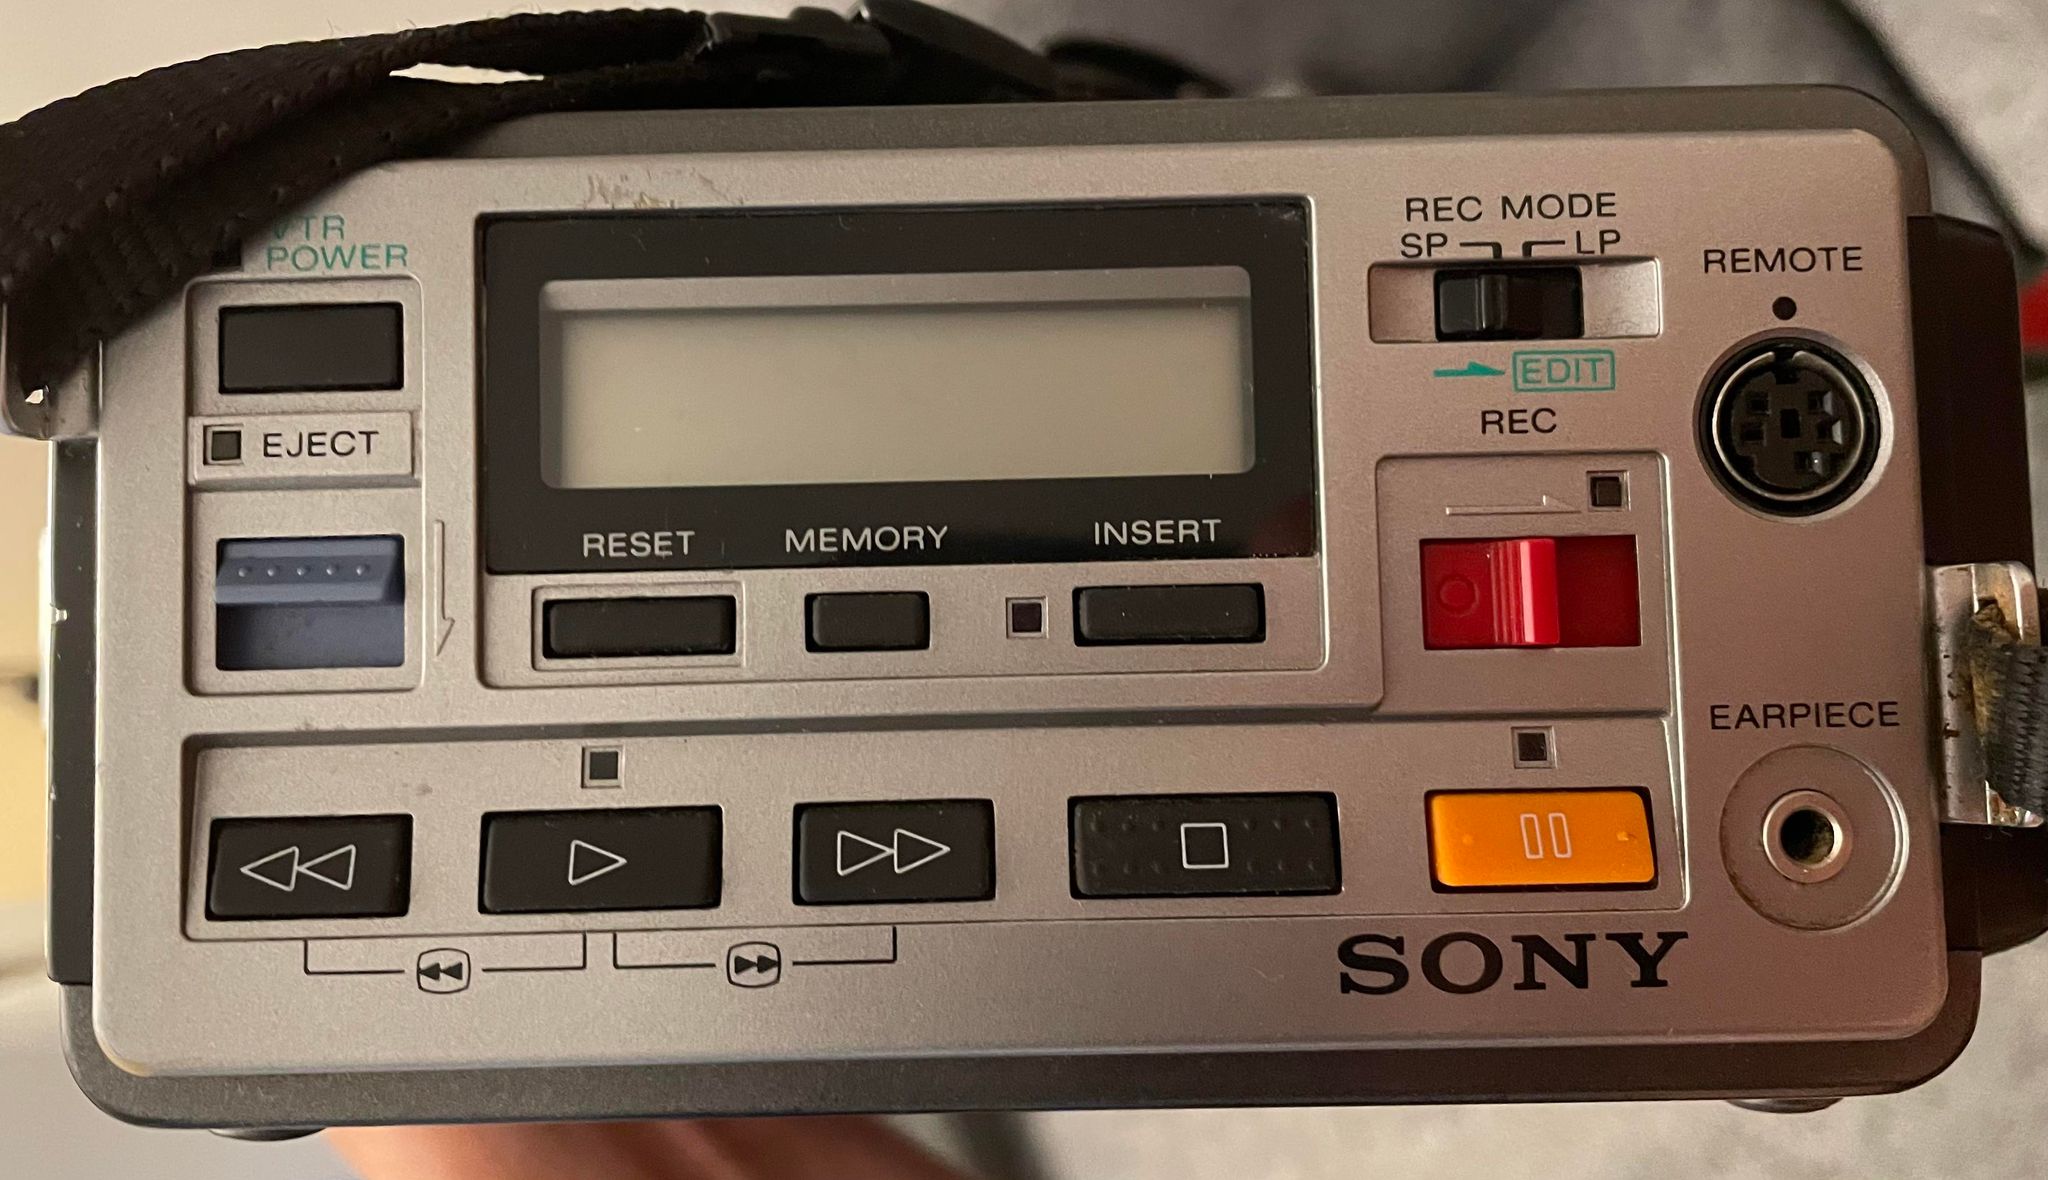 VTR
POWER
EJECT
RESET
MEMORY
INSERT
REC MODE
SP
LP
EDIT
REC
REMOTE
EARPIECE
SONY